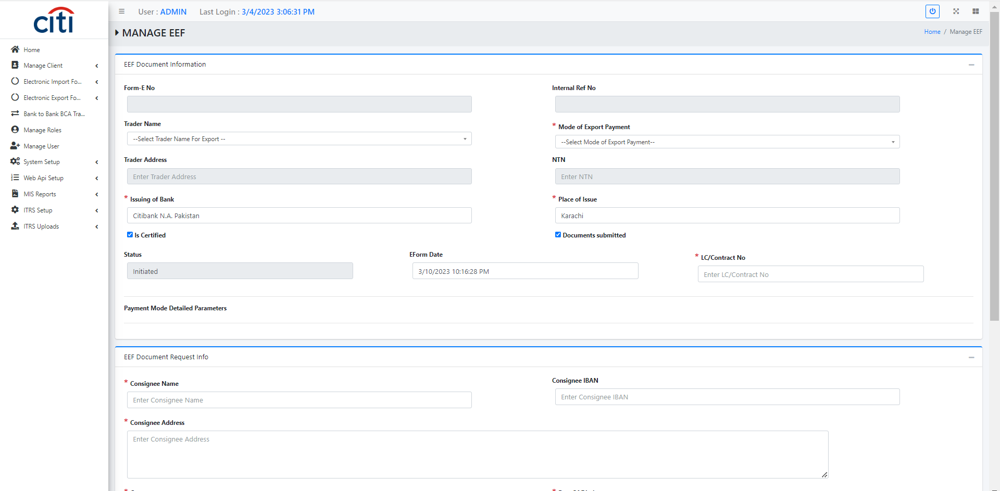 citi
User : ADMIN Last Login : 3/4/2023 3:06:31 PM
MANAGE EEF
Home / Manage EEF
Home
Manage Client
Electronic Import Fo...
Electronic Export Fo...
Bank to Bank BCA Tra...
Manage Roles
Manage User
System Setup
Web Api Setup
MIS Reports
ITRS Setup
ITRS Uploads
EEF Document Information
Form-E No
Internal Ref No
Trader Name
--Select Trader Name For Export --
* Mode of Export Payment
--Select Mode of Export Payment--
Trader Address
Enter Trader Address
NTN
Enter NTN
* Issuing of Bank
Citibank N.A. Pakistan
* Place of Issue
Karachi
Is Certified
Documents submitted
Status
Initiated
EForm Date
3/10/2023 10:16:28 PM
* LC/Contract No
Enter LC/Contract No
Payment Mode Detailed Parameters
EEF Document Request Info
* Consignee Name
Enter Consignee Name
Consignee IBAN
Enter Consignee IBAN
* Consignee Address
Enter Consignee Address